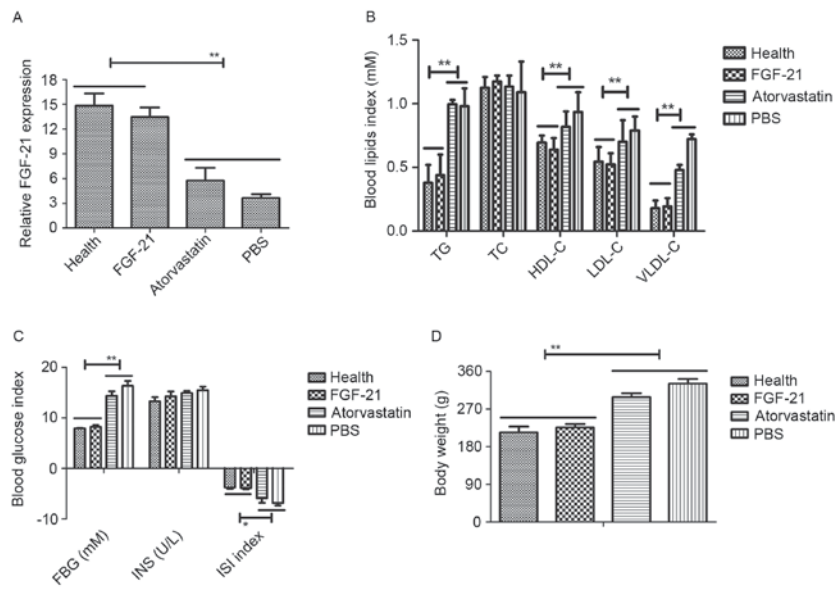 A
**
Relative FGF-21 expression
18
15
12
9
6
3
0
Health
FGF-21
Atorvastatin
PBS
B
Blood lipids index (mM)
1.5
1.0
0.5
0.0
**
**
**
**
TG
TC
HDL-C
LDL-C
VLDL-C
Health
FGF-21
Atorvastatin
PBS
C
Blood glucose index
20
10
0
-10
**
*
FBG (mM)
INS (U/L)
ISI index
Health
FGF-21
Atorvastatin
PBS
D
**
Body weight (g)
360
270
180
90
0
Health
FGF-21
Atorvastatin
PBS